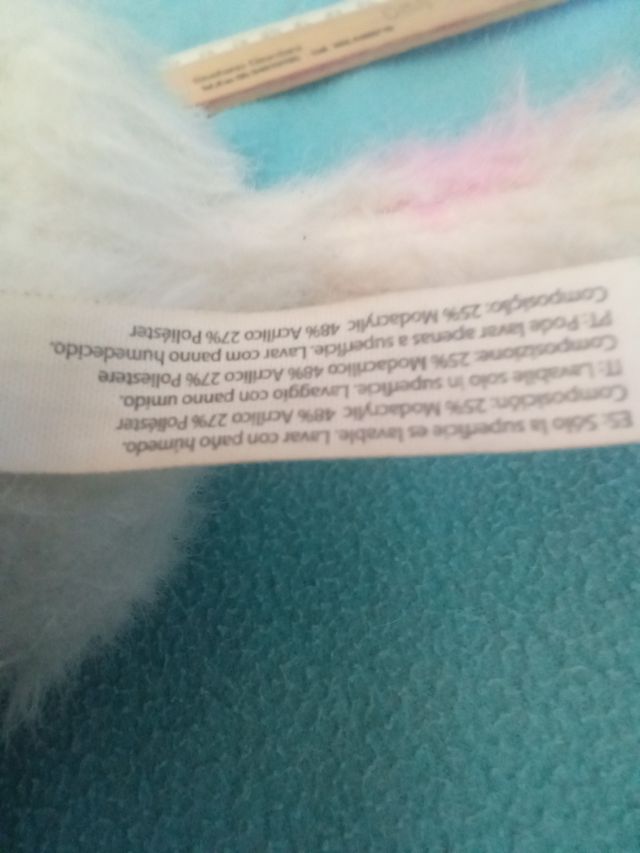 ES: Sólo la superficie es lavable. Lavar con paño húmedo.
Composición: 25% Modacrylic 48% Acrílico 27% Poliéster
IT: Lavabile solo in superficie. Lavaggio con panno umido.
Composizione: 25% Modacrilico 48% Acrilico 27% Poliestere
PT: Pode lavar apenas a superfície. Lavar com panno humedecido.
Composição: 25% Modacrylic 48% Acrílico 27% Poliéster